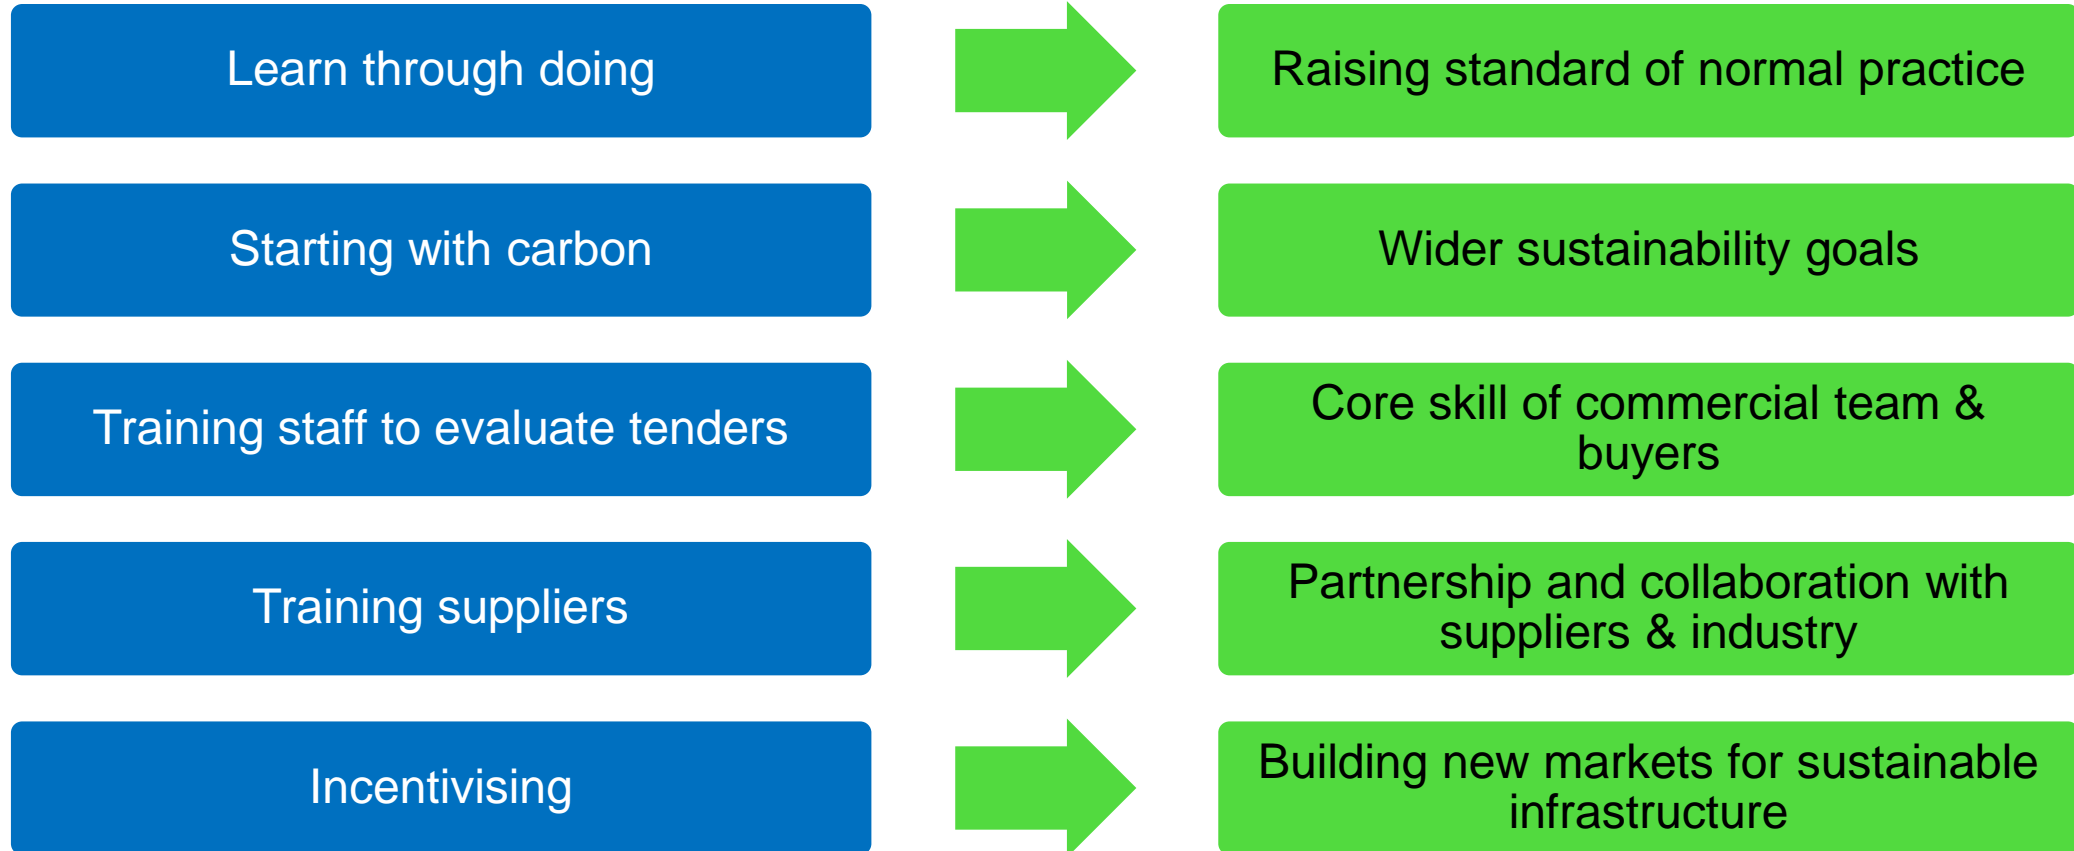 Learn through doing
Raising standard of normal practice
Starting with carbon
Wider sustainability goals
Training staff to evaluate tenders
Core skill of commercial team &
buyers
Training suppliers
Partnership and collaboration with
suppliers & industry
Incentivising
Building new markets for sustainable
infrastructure